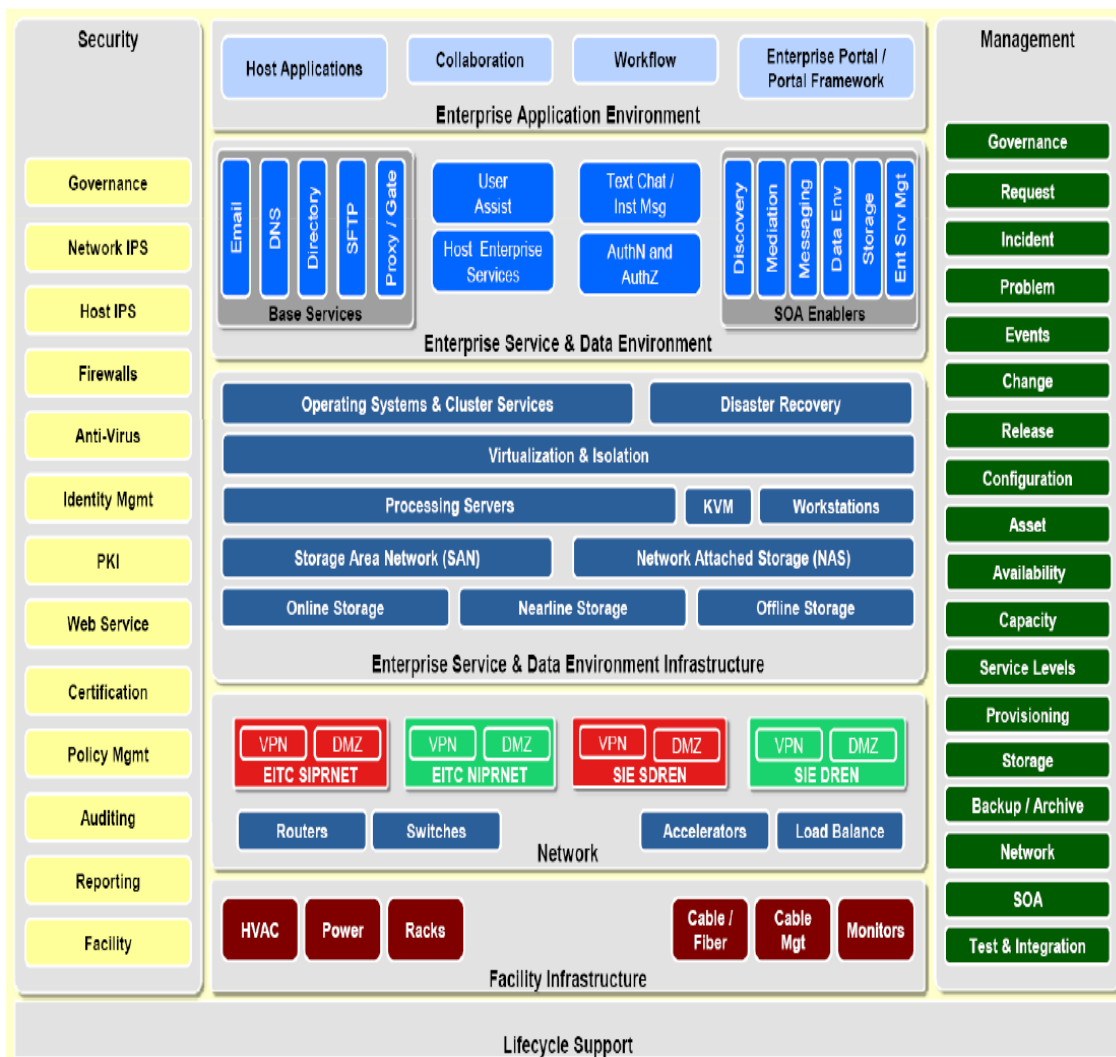 Security
Governance
Network IPS
Host IPS
Firewalls
Anti-Virus
Identity Mgmt
PKI
Web Service
Certification
Policy Mgmt
Auditing
Reporting
Facility
Host Applications
Collaboration
Workflow
Enterprise Portal /
Portal Framework
Enterprise Application Environment
Email
DNS
Directory
SFTP
Proxy / Gate
Base Services
User
Assist
Text Chat /
Inst Msg
Host Enterprise
Services
AuthN and
AuthZ
Discovery
Mediation
Messaging
Data Env
Storage
Ent Srv Mgt
SOA Enablers
Enterprise Service & Data Environment
Operating Systems & Cluster Services
Disaster Recovery
Virtualization & Isolation
Processing Servers
KVM
Workstations
Storage Area Network (SAN)
Network Attached Storage (NAS)
Online Storage
Nearline Storage
Offline Storage
Enterprise Service & Data Environment Infrastructure
VPN
DMZ
EITC SIPRNET
VPN
DMZ
EITC NIPRNET
VPN
DMZ
SIE SDREN
VPN
DMZ
SIE DREN
Routers
Switches
Accelerators
Load Balance
Network
HVAC
Power
Racks
Cable /
Fiber
Cable
Mgt
Monitors
Facility Infrastructure
Management
Governance
Request
Incident
Problem
Events
Change
Release
Configuration
Asset
Availability
Capacity
Service Levels
Provisioning
Storage
Backup / Archive
Network
SOA
Test & Integration
Lifecycle Support